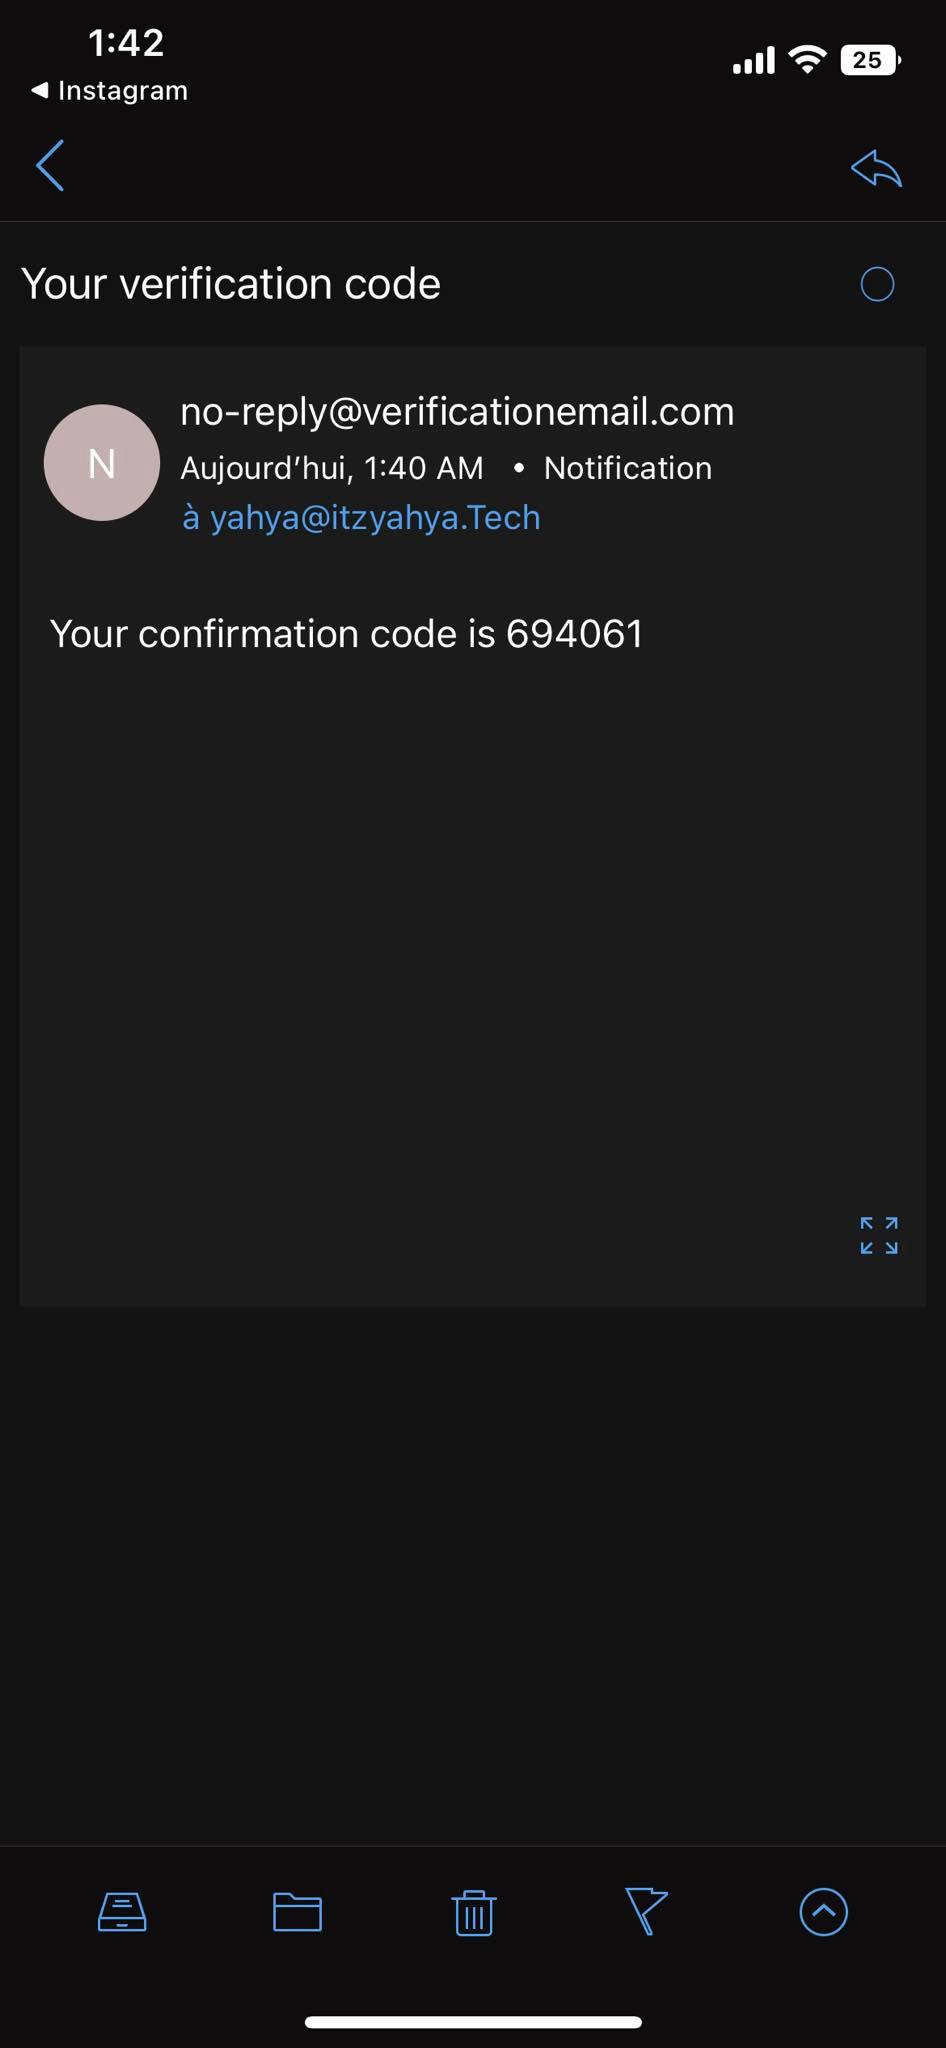 1:42
25
◀ Instagram
Your verification code
N
no-reply@verificationemail.com
Aujourd’hui, 1:40 AM • Notification
à yahya@itzyahya.Tech
Your confirmation code is 694061